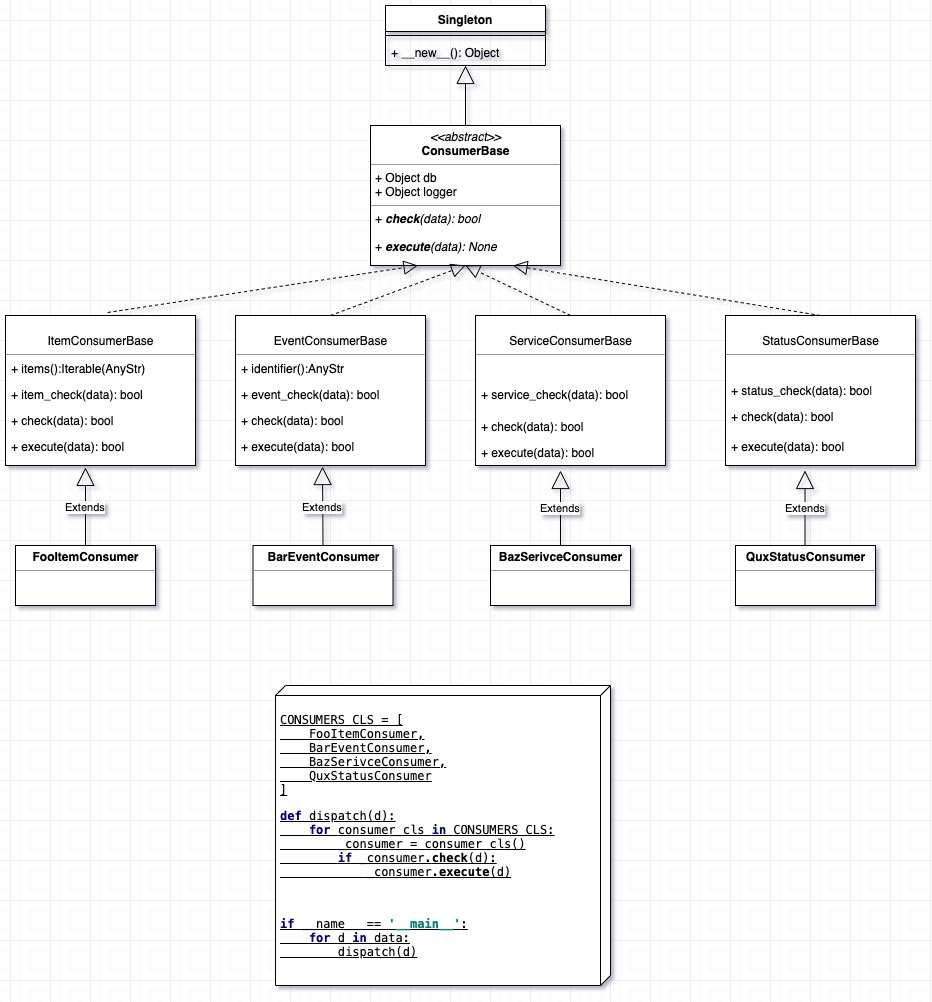 Singleton
+ __new__(): Object
<<abstract>>
ConsumerBase
+ Object db
+ Object logger
+ check(data): bool
+ execute(data): None
ItemConsumerBase
+ items():Iterable(AnyStr)
+ item_check(data): bool
+ check(data): bool
+ execute(data): bool
EventConsumerBase
+ identifier():AnyStr
+ event_check(data): bool
+ check(data): bool
+ execute(data): bool
ServiceConsumerBase
+ service_check(data): bool
+ check(data): bool
+ execute(data): bool
StatusConsumerBase
+ status_check(data): bool
+ check(data): bool
+ execute(data): bool
Extends
Extends
Extends
Extends
FooItemConsumer
BarEventConsumer
BazSerivceConsumer
QuxStatusConsumer
CONSUMERS_CLS = [
    FooItemConsumer,
    BarEventConsumer,
    BazSerivceConsumer,
    QuxStatusConsumer
]
def dispatch(d):
    for consumer_cls in CONSUMERS_CLS:
        _consumer = consumer_cls()
        if _consumer.check(d):
            _consumer.execute(d)
if __name__ == '__main__':
    for d in data:
        dispatch(d)